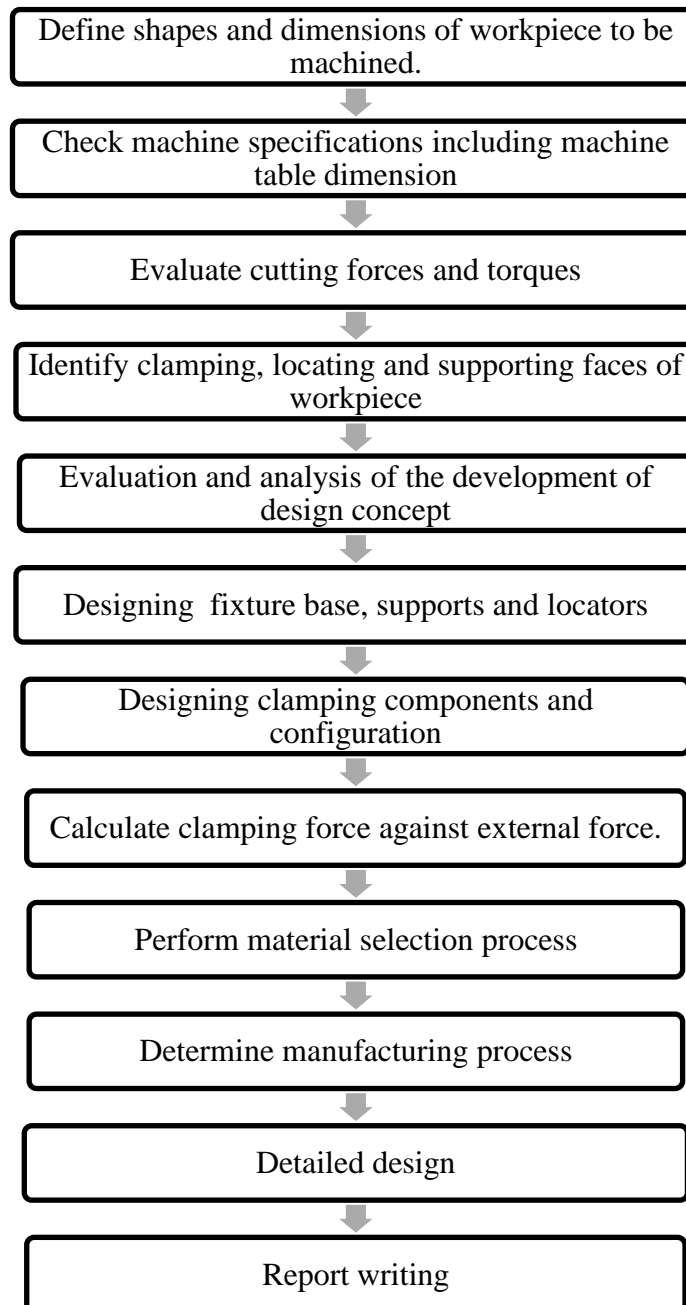 Define shapes and dimensions of workpiece to be
machined.
Check machine specifications including machine
table dimension
Evaluate cutting forces and torques
Identify clamping, locating and supporting faces of
workpiece
Evaluation and analysis of the development of
design concept
Designing  fixture base, supports and locators
Designing clamping components and
configuration
Calculate clamping force against external force.
Perform material selection process
Determine manufacturing process
Detailed design
Report writing